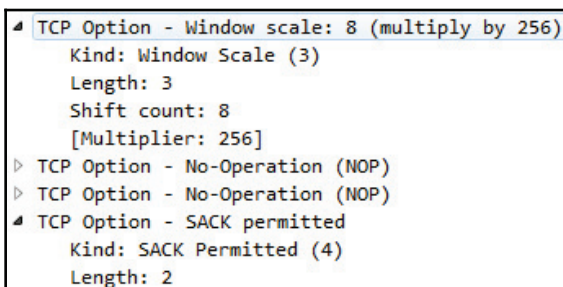 TCP Option - Window scale: 8 (multiply by 256)
Kind: Window Scale (3)
Length: 3
Shift count: 8
[Multiplier: 256]
TCP Option - No-Operation (NOP)
TCP Option - No-Operation (NOP)
TCP Option - SACK permitted
Kind: SACK Permitted (4)
Length: 2